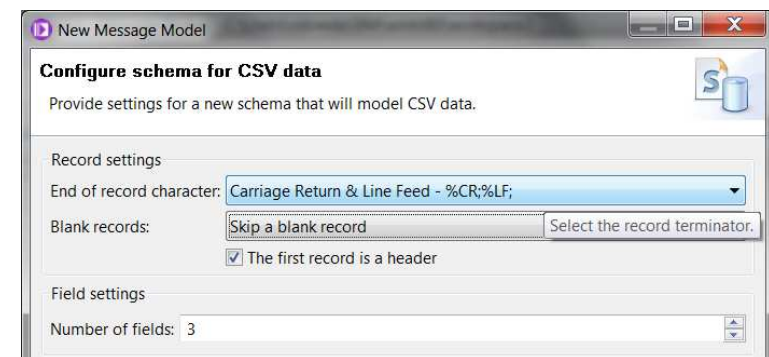 New Message Model
Configure schema for CSV data
Provide settings for a new schema that will model CSV data.
Record settings
End of record character: Carriage Return & Line Feed - %CR;%LF;
Blank records: Skip a blank record
Select the record terminator.
The first record is a header
Field settings
Number of fields: 3